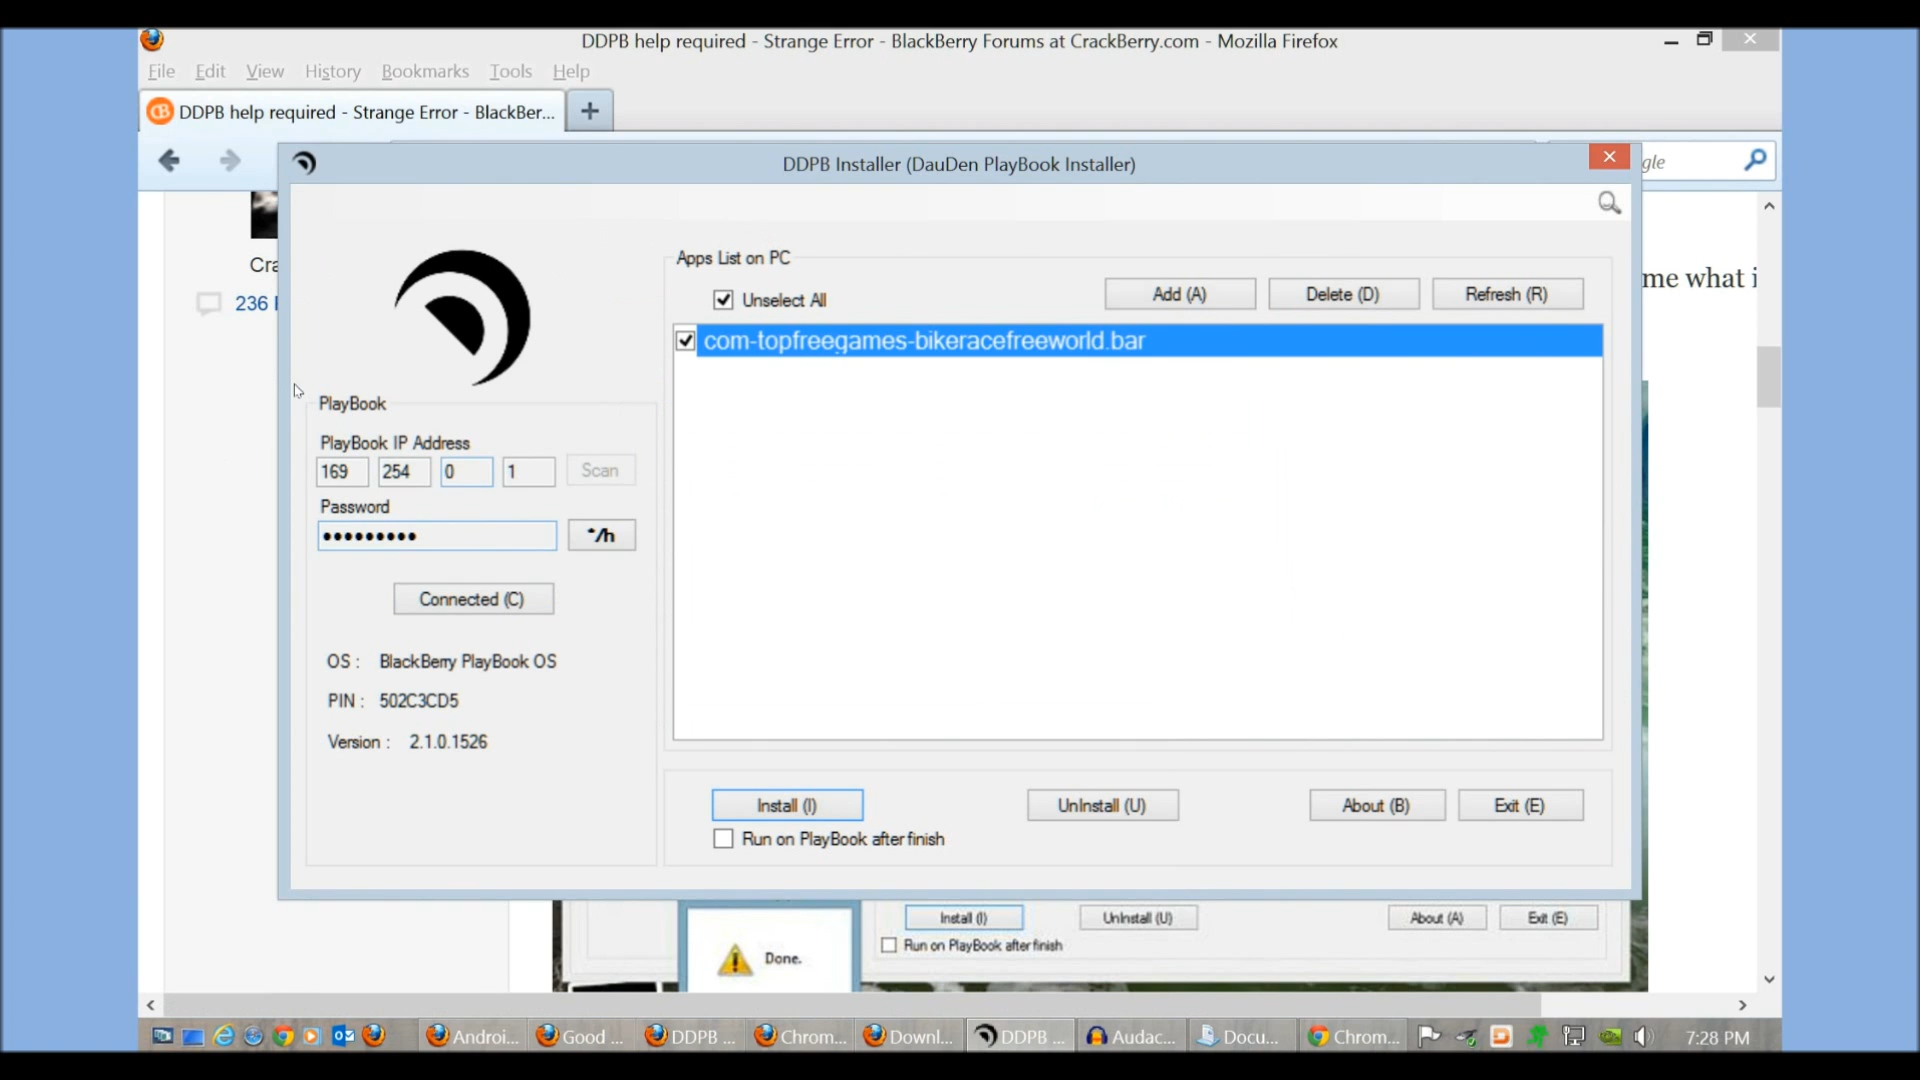 DDPB help required - Strange Error - BlackBerry Forums at CrackBerry.com - Mozilla Firefox
File Edit View History Bookmarks Tools Help
DDPB help required - Strange Error - BlackBer...
DDPB Installer (DauDen PlayBook Installer)
gle
Cra
236
me what i
Apps List on PC
Unselect All
Add (A)
Delete (D)
Refresh (R)
com-topfreegames-bikeracefreeworld.bar
PlayBook
PlayBook IP Address
169 254 0 1 Scan
Password
•••••••••
*/h
Connected (C)
OS : BlackBerry PlayBook OS
PIN : 502C3CD5
Version : 2.1.0.1526
Install (I)
UnInstall (U)
About (B)
Exit (E)
Run on PlayBook after finish
Install (I)
UnInstall (U)
About (A)
Exit (E)
Run on PlayBook after finish
Done.
Androi...
Good ...
DDPB ...
Chrom...
Downl...
DDPB ...
Audac...
Docu...
Chrom...
7:28 PM